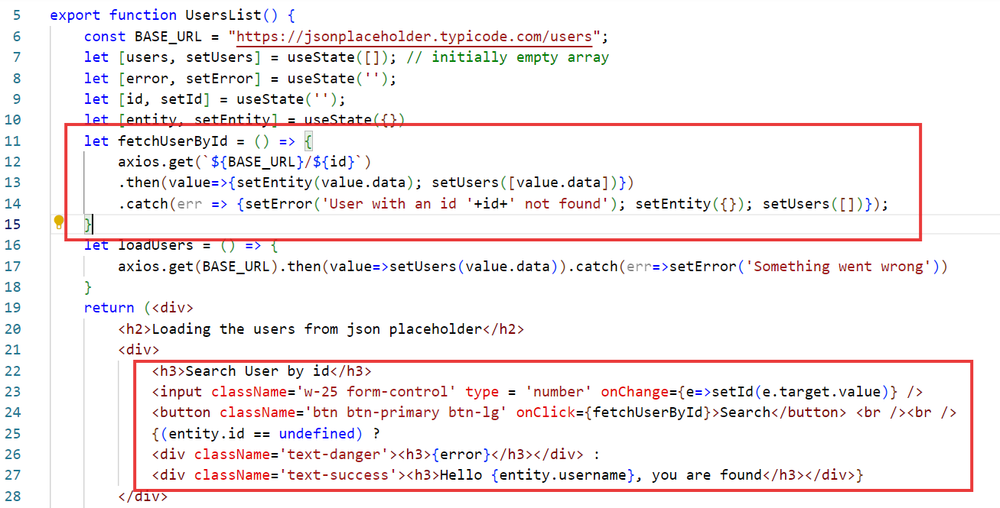 5 export function UsersList() {
6 const BASE_URL = "https://jsonplaceholder.typicode.com/users";
7 let [users, setUsers] = useState([]); // initially empty array
8 let [error, setError] = useState('');
9 let [id, setId] = useState('');
10 let [entity, setEntity] = useState({})
11 let fetchUserById = () => {
12 axios.get(`${BASE_URL}/${id}`)
13 .then(value=>{setEntity(value.data); setUsers([value.data])})
14 .catch(err => {setError('User with an id '+id+' not found'); setEntity({}); setUsers([])});
15 }
16 let loadUsers = () => {
17 axios.get(BASE_URL).then(value=>setUsers(value.data)).catch(err=>setError('Something went wrong'))
18 }
19 return (<div>
20 <h2>Loading the users from json placeholder</h2>
21 <div>
22 <h3>Search User by id</h3>
23 <input className='w-25 form-control' type = 'number' onChange={e=>setId(e.target.value)} />
24 <button className='btn btn-primary btn-lg' onClick={fetchUserById}>Search</button> <br /><br />
25 {(entity.id == undefined) ?
26 <div className='text-danger'><h3>{error}</h3></div> :
27 <div className='text-success'><h3>Hello {entity.username}, you are found</h3></div>}
28 </div>